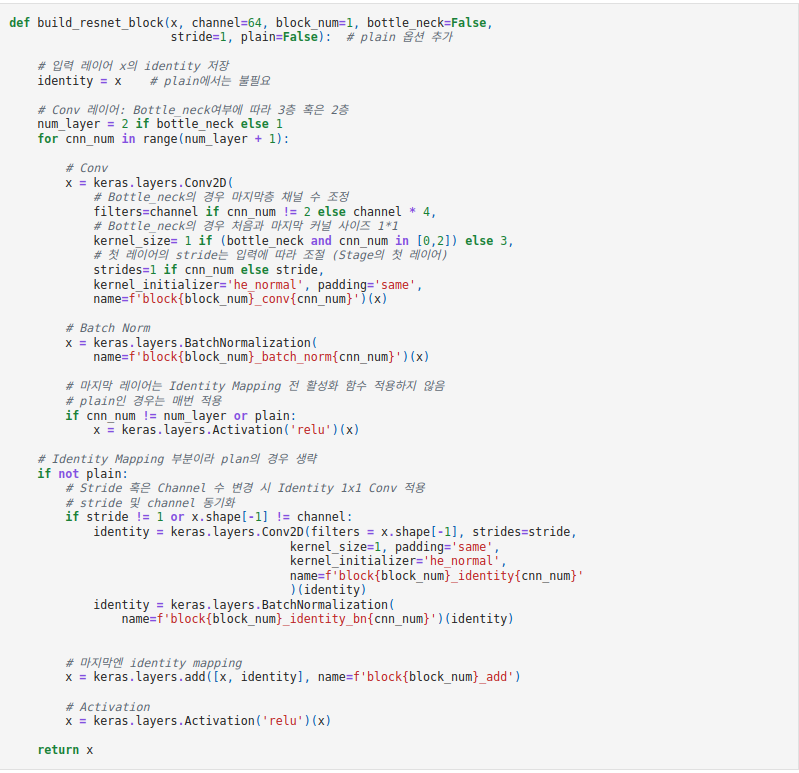 def build_resnet_block(x, channel=64, block_num=1, bottle_neck=False,
                       stride=1, plain=False):  # plain 옵션 추가

    # 입력 레이어 x의 identity 저장
    identity = x    # plain에서는 불필요

    # Conv 레이어: Bottle_neck여부에 따라 3층 혹은 2층
    num_layer = 2 if bottle_neck else 1
    for cnn_num in range(num_layer + 1):

        # Conv
        x = keras.layers.Conv2D(
            # Bottle_neck의 경우 마지막층 채널 수 조정
            filters=channel if cnn_num != 2 else channel * 4,
            # Bottle_neck의 경우 처음과 마지막 커널 사이즈 1*1
            kernel_size= 1 if (bottle_neck and cnn_num in [0,2]) else 3,
            # 첫 레이어의 stride는 입력에 따라 조절 (Stage의 첫 레이어)
            strides=1 if cnn_num else stride,
            kernel_initializer='he_normal', padding='same',
            name=f'block{block_num}_conv{cnn_num}')(x)

        # Batch Norm
        x = keras.layers.BatchNormalization(
            name=f'block{block_num}_batch_norm{cnn_num}')(x)

        # 마지막 레이어는 Identity Mapping 전 활성화 함수 적용하지 않음
        # plain인 경우는 매번 적용
        if cnn_num != num_layer or plain:
            x = keras.layers.Activation('relu')(x)

    # Identity Mapping 부분이라 plan의 경우 생략
    if not plain:
        # Stride 혹은 Channel 수 변경 시 Identity 1x1 Conv 적용
        # stride 및 channel 동기화
        if stride != 1 or x.shape[-1] != channel:
            identity = keras.layers.Conv2D(filters = x.shape[-1], strides=stride,
                                        kernel_size=1, padding='same',
                                        kernel_initializer='he_normal',
                                        name=f'block{block_num}_identity{cnn_num}'
                                        )(identity)
            identity = keras.layers.BatchNormalization(
                name=f'block{block_num}_identity_bn{cnn_num}')(identity)


        # 마지막엔 identity mapping
        x = keras.layers.add([x, identity], name=f'block{block_num}_add')

        # Activation
        x = keras.layers.Activation('relu')(x)

    return x